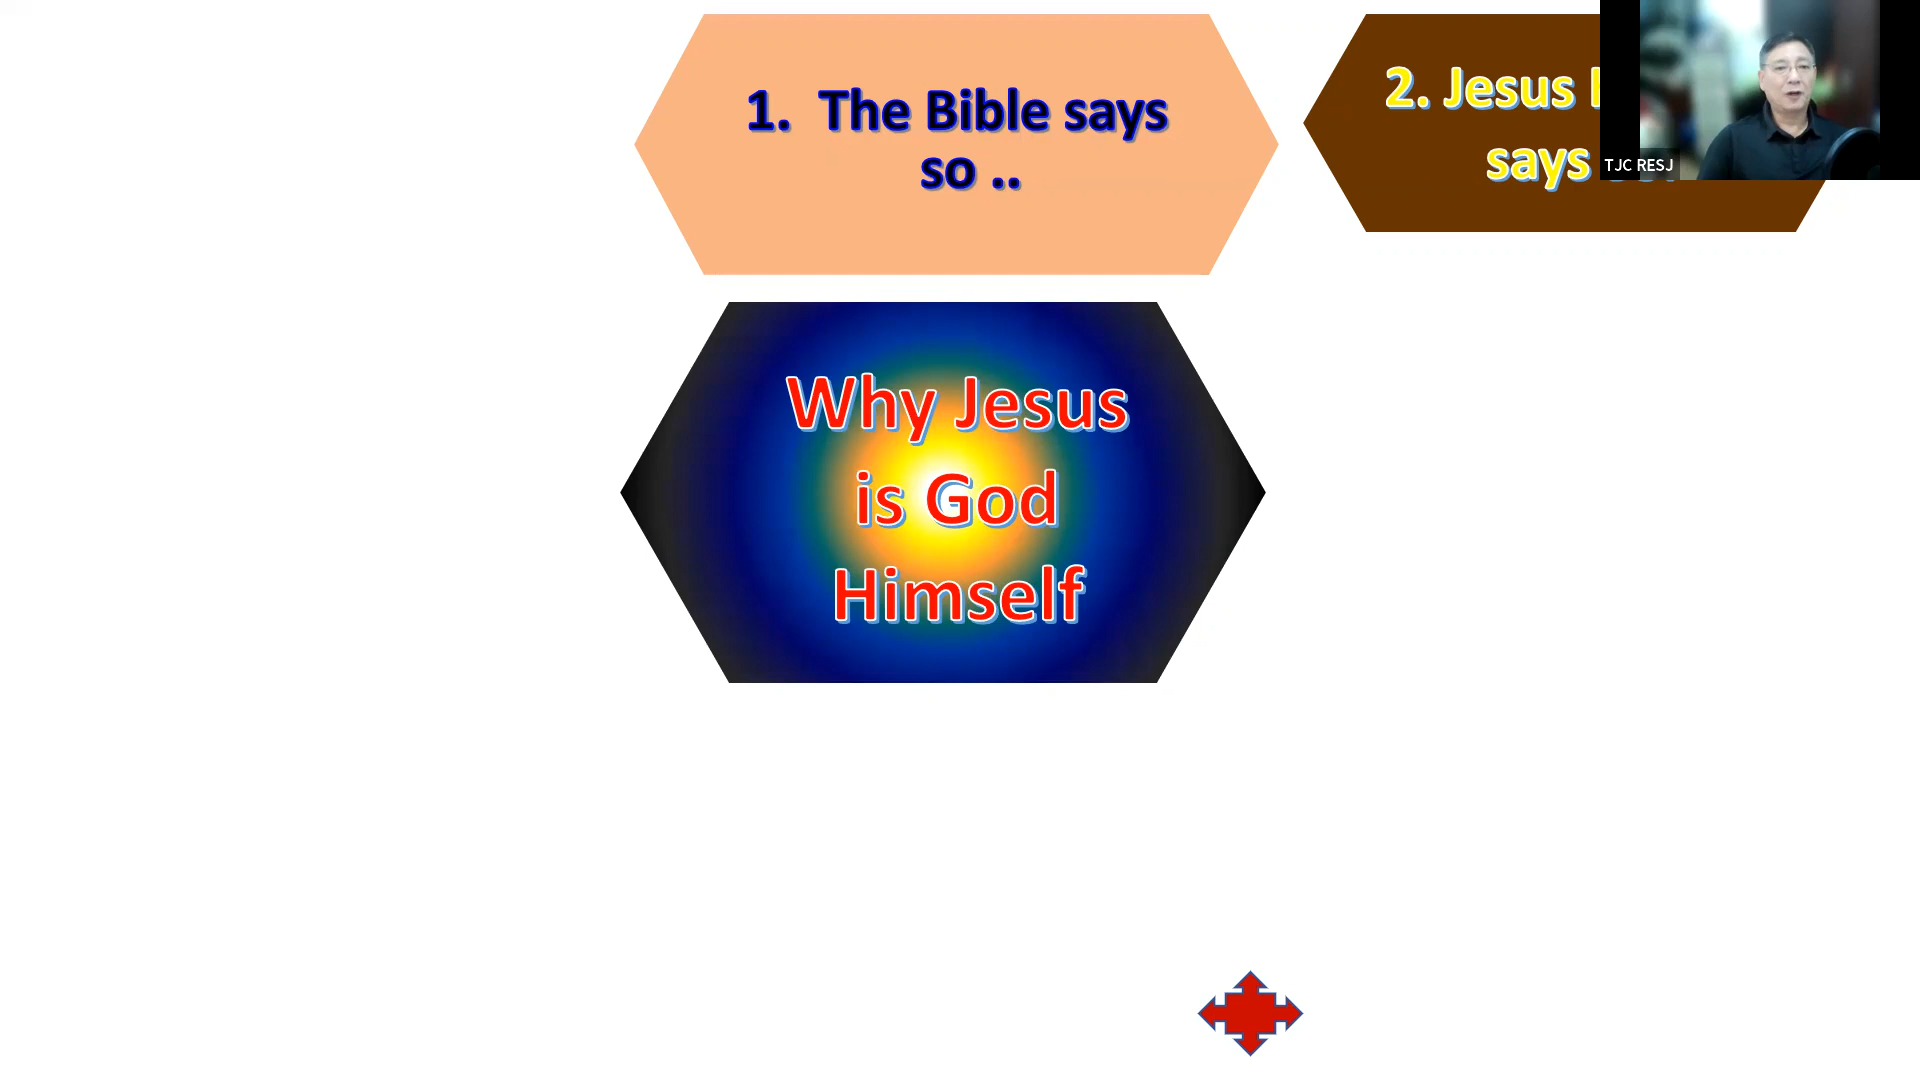 1. The Bible says
so ..
2. Jesus
says
TJC RESJ
Why Jesus
is God
Himself